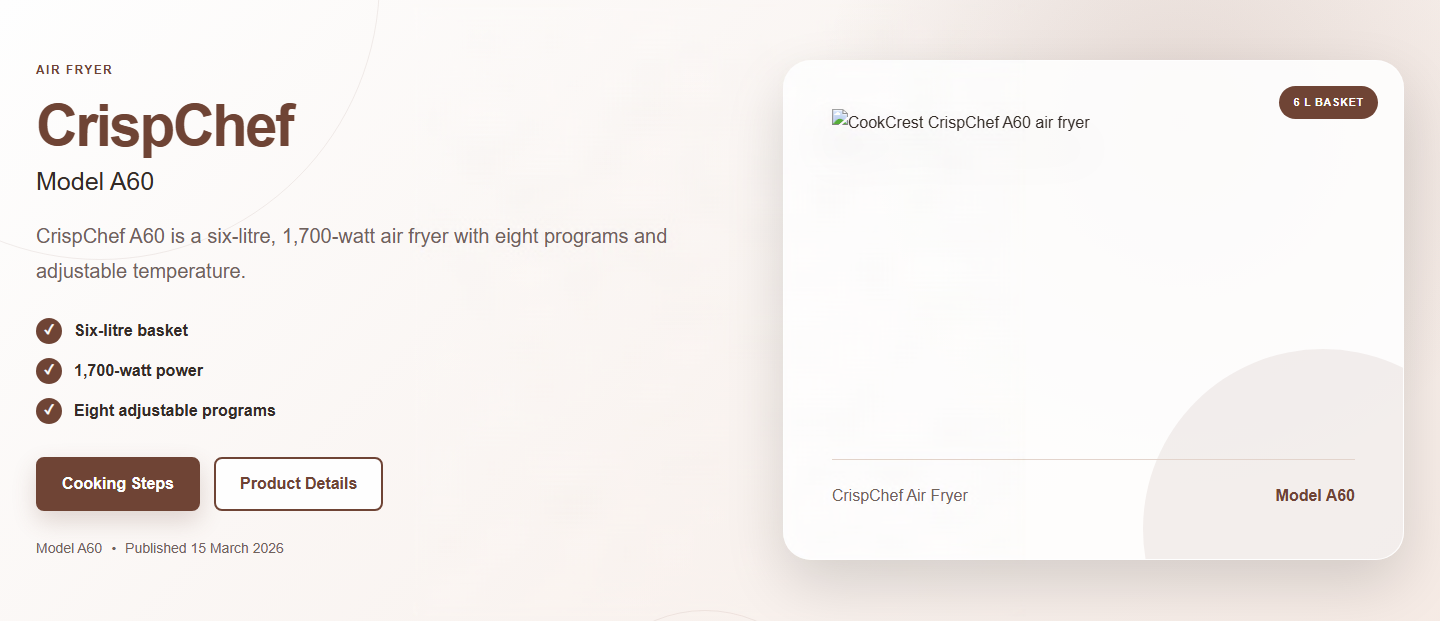 AIR FRYER
CrispChef
Model A60
CrispChef A60 is a six-litre, 1,700-watt air fryer with eight programs and
adjustable temperature.
Six-litre basket
1,700-watt power
Eight adjustable programs
Cooking Steps
Product Details
Model A60 • Published 15 March 2026
6 L BASKET
CookCrest CrispChef A60 air fryer
CrispChef Air Fryer
Model A60